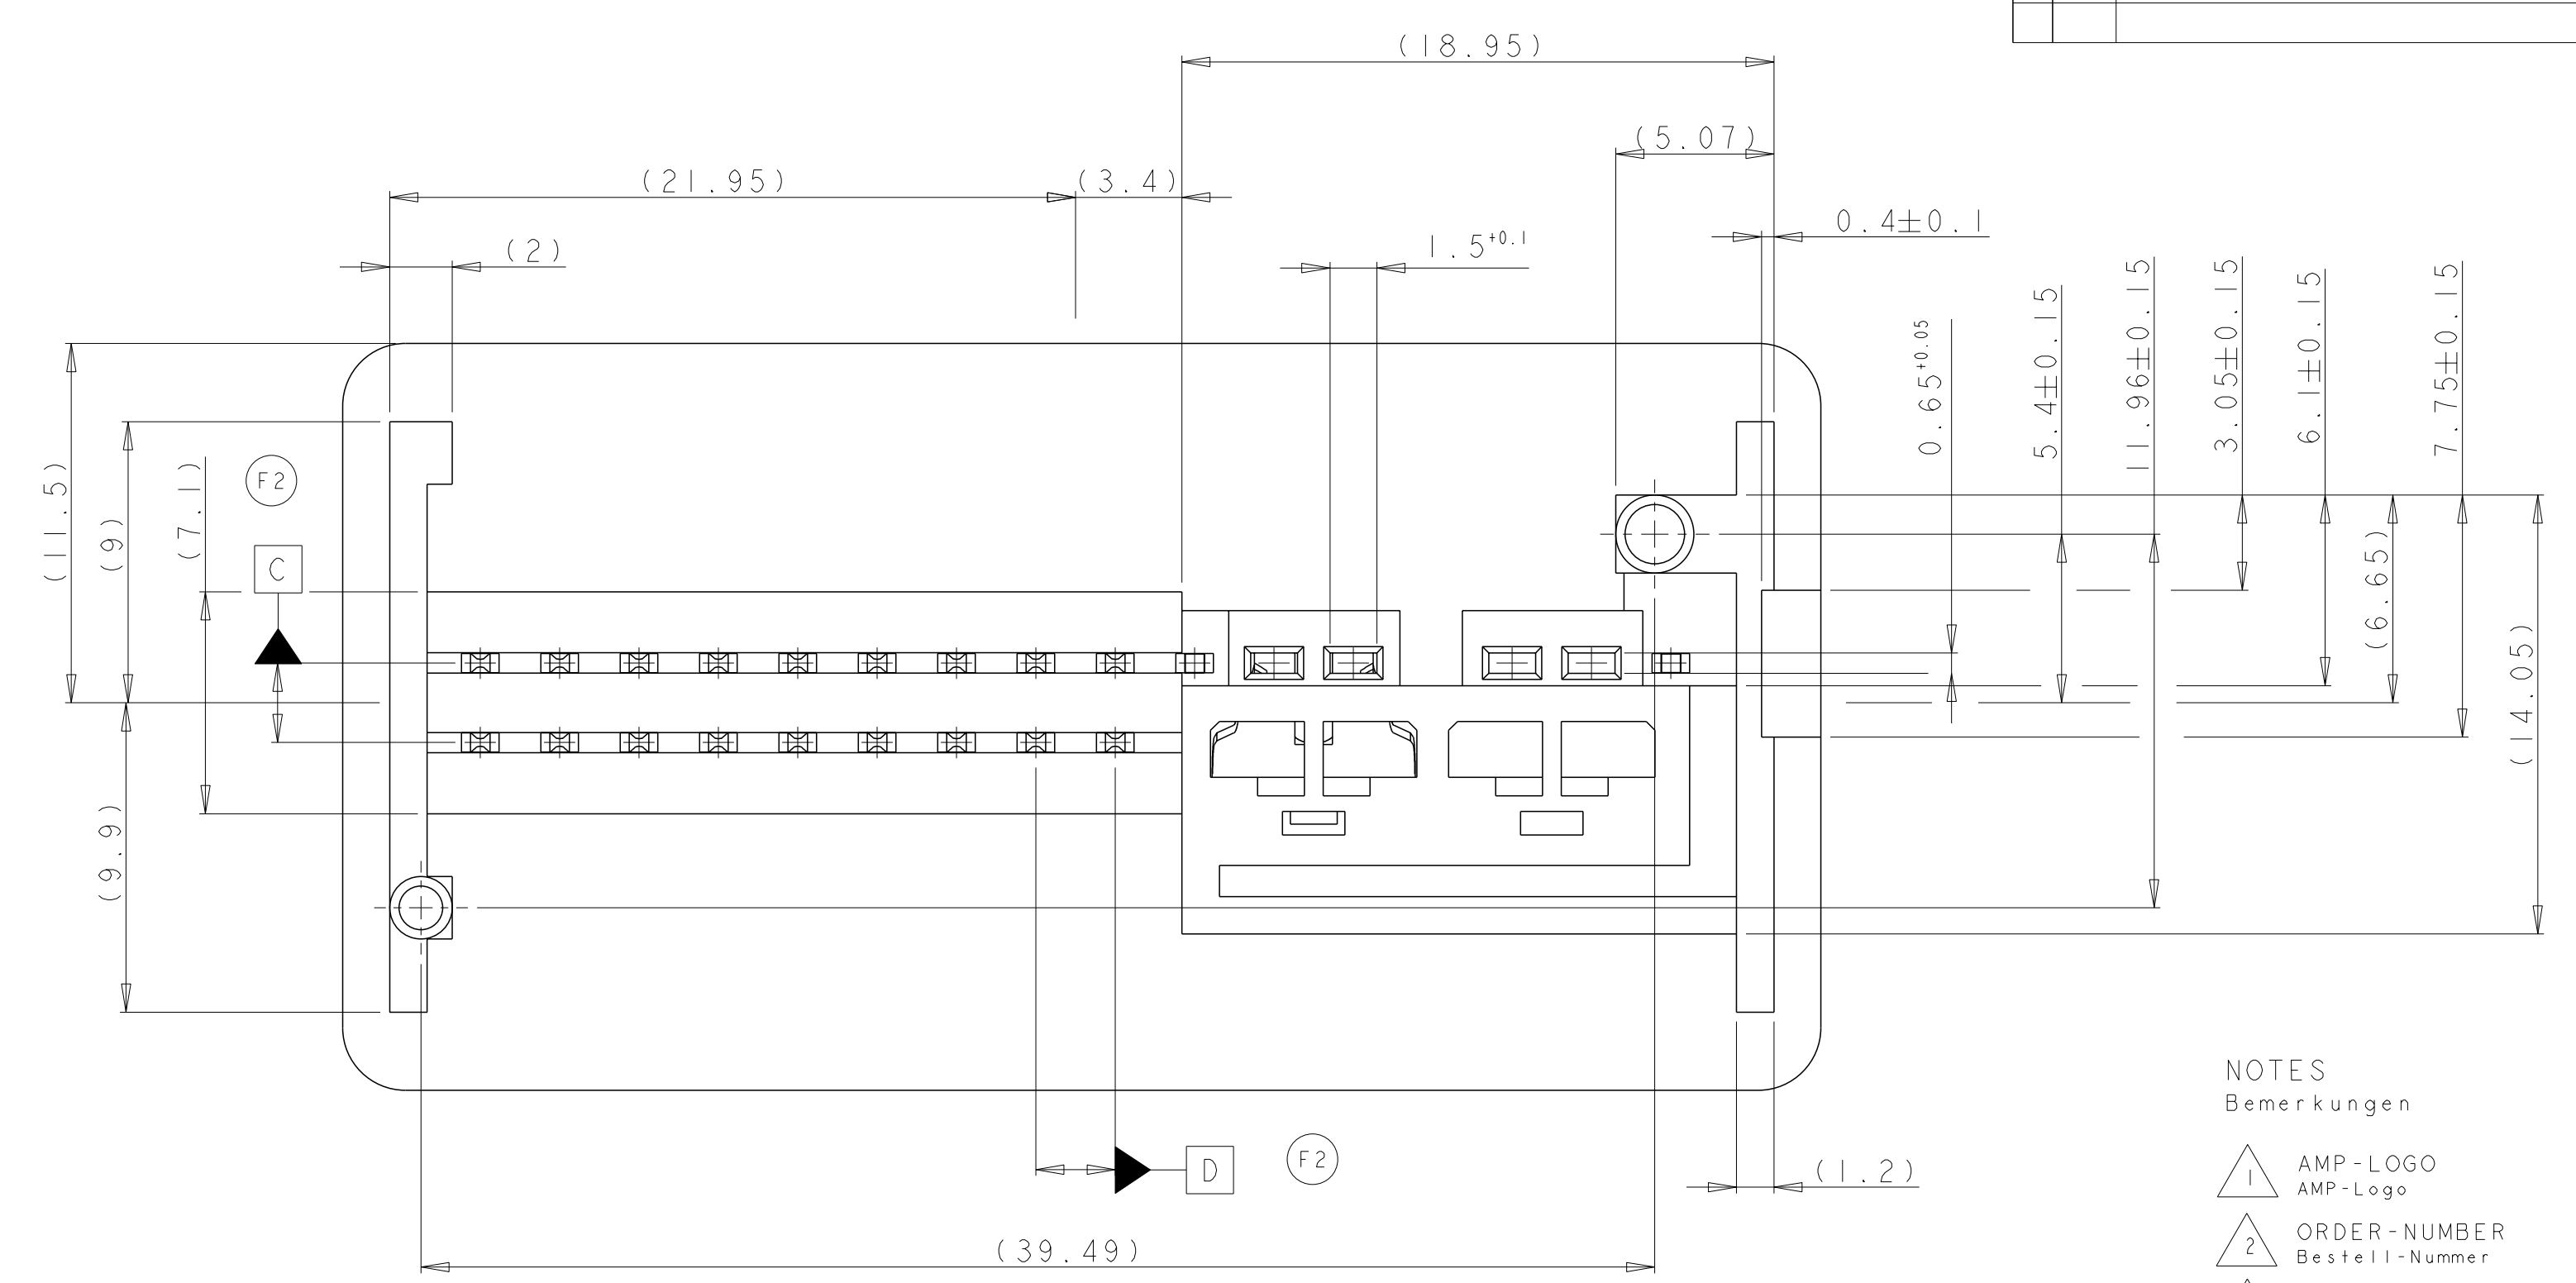 (18.95)
(5.07)
(21.95)
(3.4)
0.4±0.1
1.5+0.1
(2)
0.65+0.05
5.4±0.15
11.96±0.15
3.05±0.15
6.1±0.15
7.75±0.15
(11.5)
(9)
(7.1)
F2
C
(6.65)
(14.05)
(9.9)
D
F2
(1.2)
(39.49)
NOTES
Bemerkungen
1 AMP-LOGO
AMP-Logo
2 ORDER-NUMBER
Bestell-Nummer